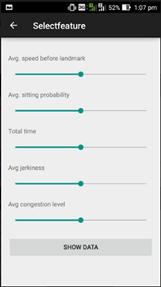 52% 1:07 pm
Selectfeature
Avg. speed before landmark
Avg. sitting probability
Total time
Avg jerkiness
Avg congestion level
SHOW DATA